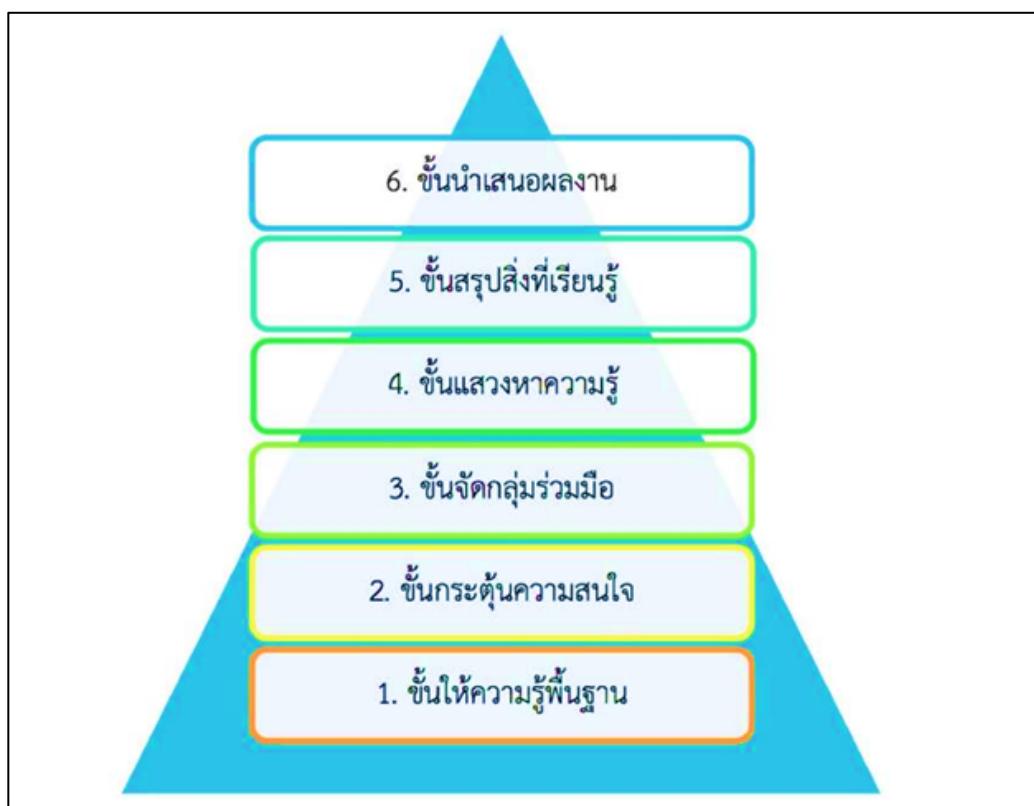 6. ขั้นนำเสนอผลงาน
5. ขั้นสรุปสิ่งที่เรียนรู้
4. ขั้นแสวงหาความรู้
3. ขั้นจัดกลุ่มร่วมมือ
2. ขั้นกระตุ้นความสนใจ
1. ขั้นให้ความรู้พื้นฐาน